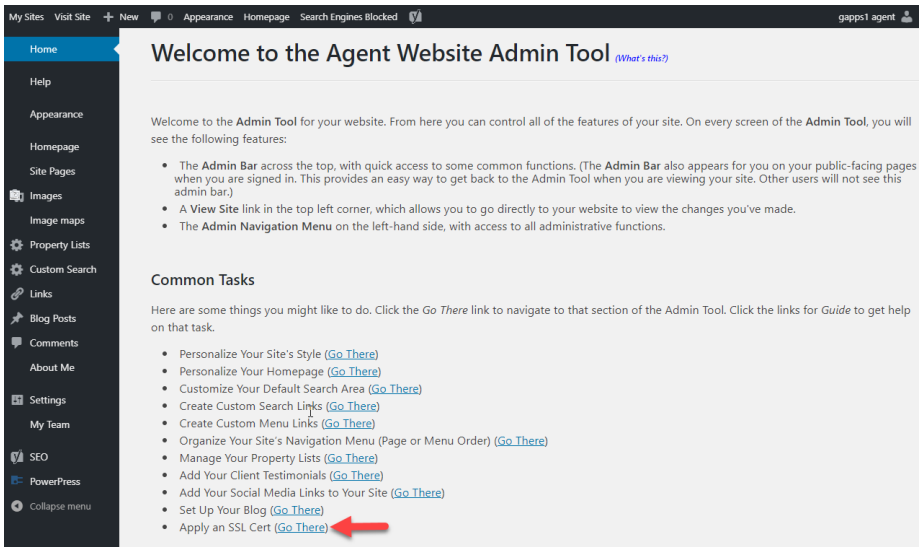 My Sites Visit Site + New 0 Appearance Homepage Search Engines Blocked gapps1 agent
Home
Help
Appearance
Homepage
Site Pages
Images
Image maps
Property Lists
Custom Search
Links
Blog Posts
Comments
About Me
Settings
My Team
SEO
PowerPress
Collapse menu
Welcome to the Agent Website Admin Tool (What's this?)
Welcome to the Admin Tool for your website. From here you can control all of the features of your site. On every screen of the Admin Tool, you will
see the following features:
• The Admin Bar across the top, with quick access to some common functions. (The Admin Bar also appears for you on your public-facing pages
when you are signed in. This provides an easy way to get back to the Admin Tool when you are viewing your site. Other users will not see this
admin bar.)
• A View Site link in the top left corner, which allows you to go directly to your website to view the changes you've made.
• The Admin Navigation Menu on the left-hand side, with access to all administrative functions.
Common Tasks
Here are some things you might like to do. Click the Go There link to navigate to that section of the Admin Tool. Click the links for Guide to get help
on that task.
• Personalize Your Site's Style (Go There)
• Personalize Your Homepage (Go There)
• Customize Your Default Search Area (Go There)
• Create Custom Search Links (Go There)
• Create Custom Menu Links (Go There)
• Organize Your Site's Navigation Menu (Page or Menu Order) (Go There)
• Manage Your Property Lists (Go There)
• Add Your Client Testimonials (Go There)
• Add Your Social Media Links to Your Site (Go There)
• Set Up Your Blog (Go There)
• Apply an SSL Cert (Go There)